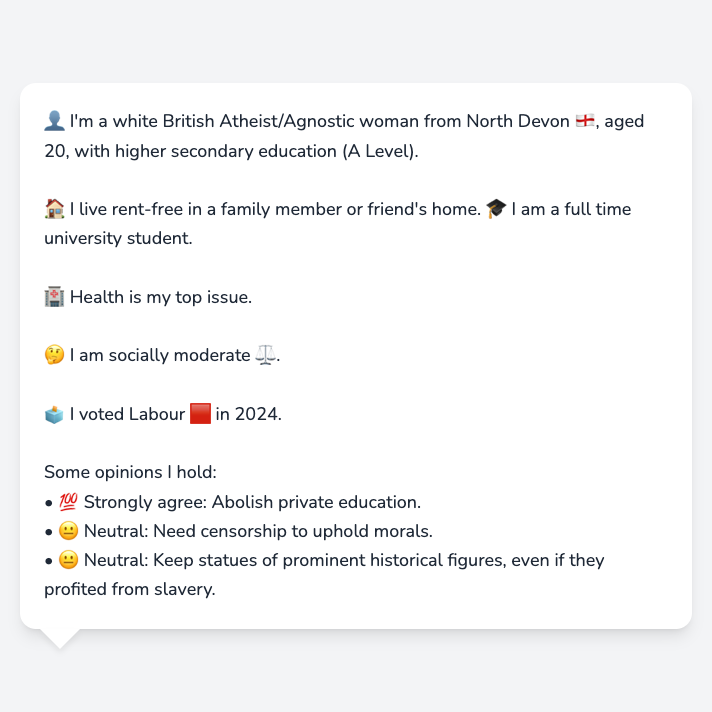 👤 I'm a white British Atheist/Agnostic woman from North Devon 🏴󠁧󠁢󠁥󠁮󠁧󠁿, aged
20, with higher secondary education (A Level).
🏠 I live rent-free in a family member or friend's home. 🎓 I am a full time
university student.
🏥 Health is my top issue.
🤔 I am socially moderate ⚖️.
🗳️ I voted Labour 🟥 in 2024.
Some opinions I hold:
• 💯 Strongly agree: Abolish private education.
• 😐 Neutral: Need censorship to uphold morals.
• 😐 Neutral: Keep statues of prominent historical figures, even if they
profited from slavery.